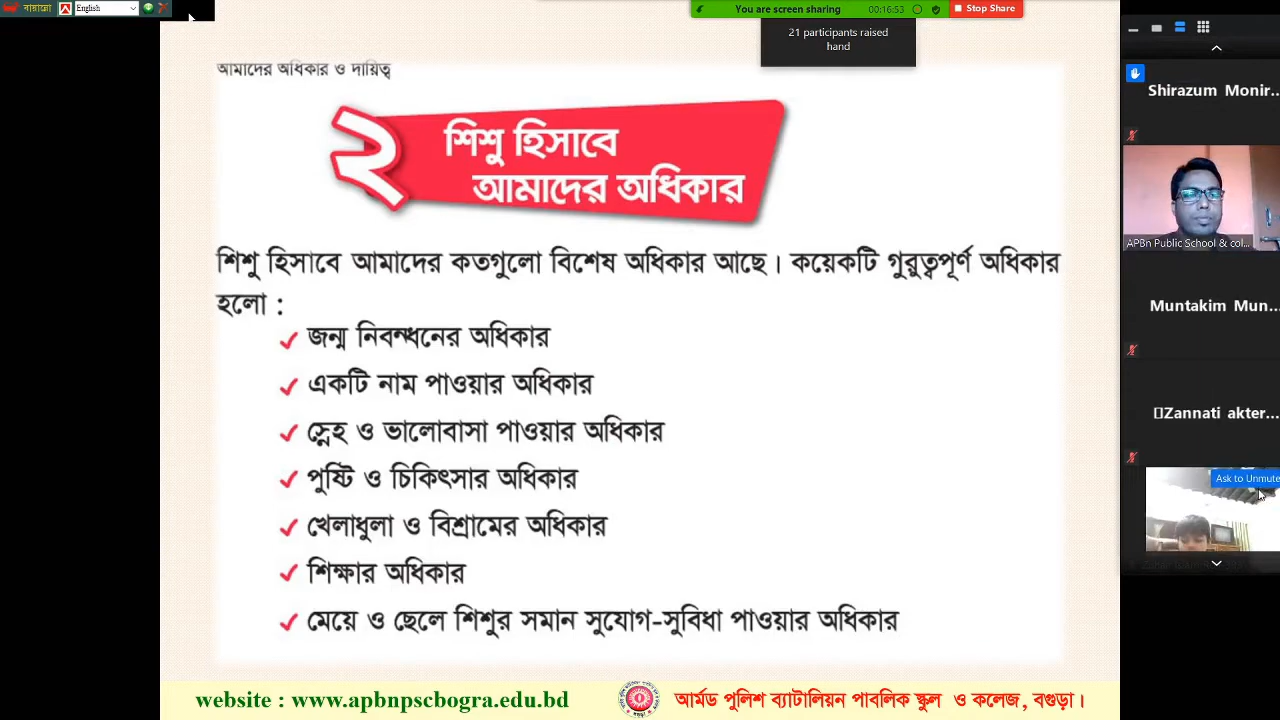 বায়ান্নো
English
You are screen sharing
00:16:53
Stop Share
21 participants raised
hand
আমাদের অধিকার ও দায়িত্ব
২
শিশু হিসাবে
আমাদের অধিকার
শিশু হিসাবে আমাদের কতগুলো বিশেষ অধিকার আছে। কয়েকটি গুরুত্বপূর্ণ অধিকার
হলো :
✓ জন্ম নিবন্ধনের অধিকার
✓ একটি নাম পাওয়ার অধিকার
✓ স্নেহ ও ভালোবাসা পাওয়ার অধিকার
✓ পুষ্টি ও চিকিৎসার অধিকার
✓ খেলাধুলা ও বিশ্রামের অধিকার
✓ শিক্ষার অধিকার
✓ মেয়ে ও ছেলে শিশুর সমান সুযোগ-সুবিধা পাওয়ার অধিকার
Shirazum Monir...
APBn Public School & col...
Muntakim Mun...
Zannati akter...
Ask to Unmute
website : www.apbnpscbogra.edu.bd
আর্মড পুলিশ ব্যাটালিয়ন পাবলিক স্কুল ও কলেজ, বগুড়া।